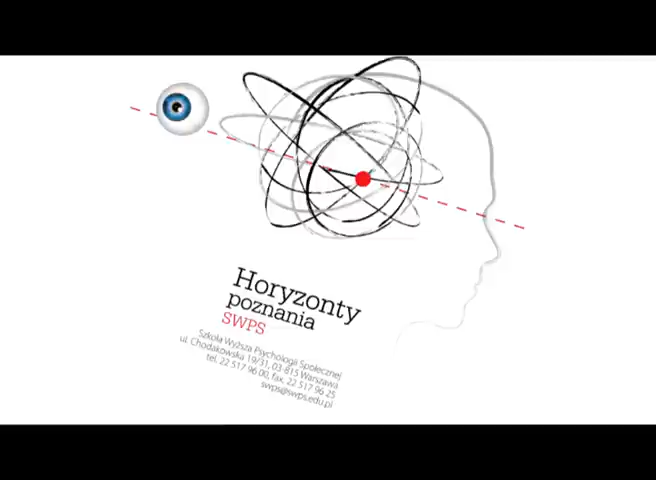 Horyzonty
poznania
SWPS
Szkoła Wyższa Psychologii Społecznej
ul. Chodakowska 19/31, 03-815 Warszawa
tel. 22 517 96 00, fax. 22 517 96 25
swps@swps.edu.pl